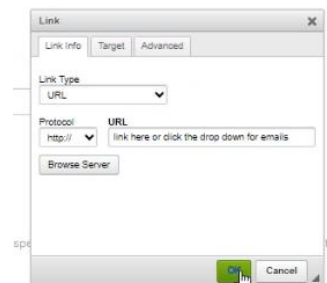 Link
Link Info Target Advanced
Link Type
URL
Protocol URL
http:// link here or click the drop down for emails
Browse Server
spe
OK Cancel